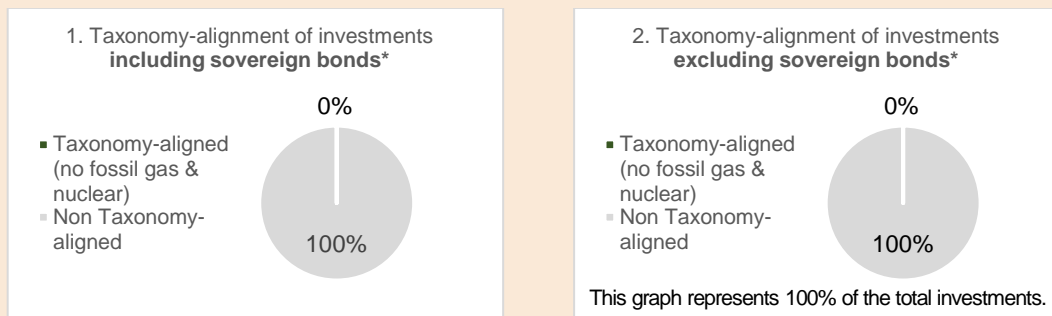 1. Taxonomy-alignment of investments
including sovereign bonds*
0%
Taxonomy-aligned
(no fossil gas &
nuclear)
Non Taxonomy-
aligned
100%
2. Taxonomy-alignment of investments
excluding sovereign bonds*
0%
Taxonomy-aligned
(no fossil gas &
nuclear)
Non Taxonomy-
aligned
100%
This graph represents 100% of the total investments.